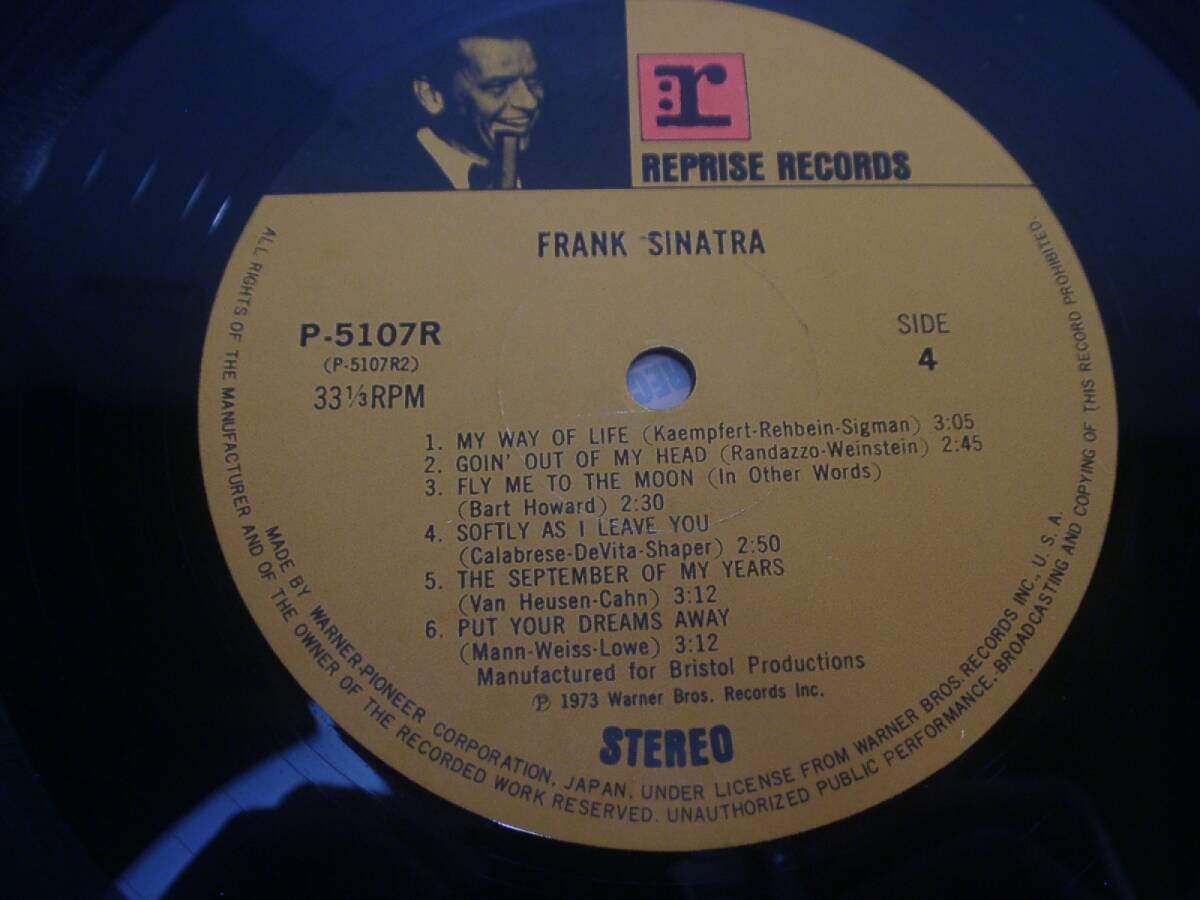 r
REPRISE RECORDS
FRANK SINATRA
P-5107R
(P-5107R2)
33 1/3 RPM
SIDE
4
REC
1. MY WAY OF LIFE (Kaempfert-Rehbein-Sigman) 3:05
2. GOIN' OUT OF MY HEAD (Randazzo-Weinstein) 2:45
3. FLY ME TO THE MOON (In Other Words)
(Bart Howard) 2:30
4. SOFTLY AS I LEAVE YOU
(Calabrese-DeVita-Shaper) 2:50
5. THE SEPTEMBER OF MY YEARS
(Van Heusen-Cahn) 3:12
6. PUT YOUR DREAMS AWAY
(Mann-Weiss-Lowe) 3:12
Manufactured for Bristol Productions
℗ 1973 Warner Bros. Records Inc.
STEREO
MADE BY WARNER-PIONEER CORPORATION, JAPAN, UNDER LICENSE FROM WARNER BROS. RECORDS INC., U. S. A.
ALL RIGHTS OF THE MANUFACTURER AND OF THE OWNER OF THE RECORDED WORK RESERVED. UNAUTHORIZED PUBLIC PERFORMANCE, BROADCASTING AND COPYING OF THIS RECORD PROHIBITED.